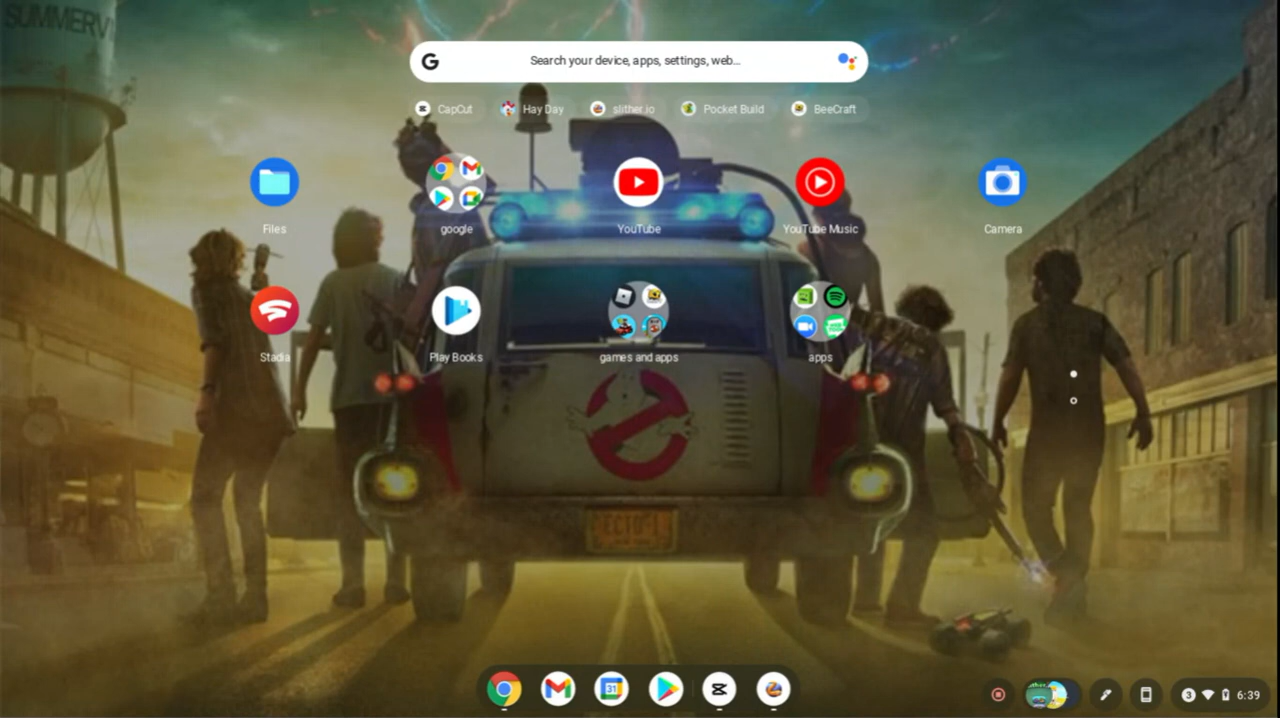 SUMMERV
Search your device, apps, settings, web...
CapCut Hay Day slither.io Pocket Build BeeCraft
Files google YouTube YouTube Music Camera
Stadia Play Books games and apps apps
ECTO-1
31
3 6:39